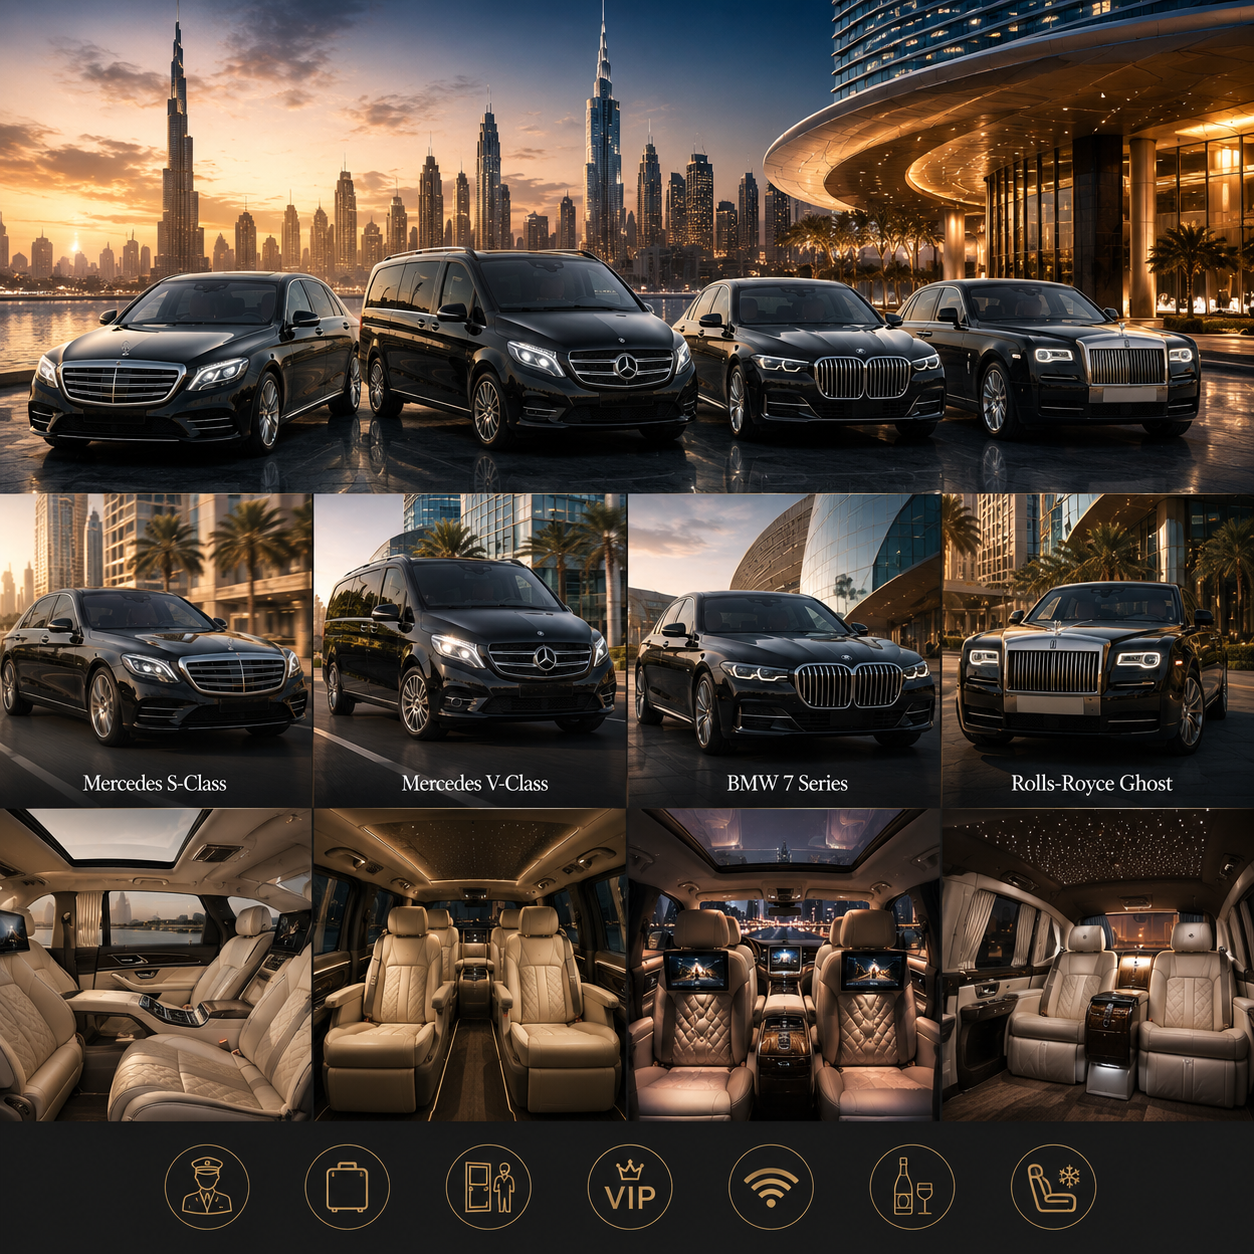 Mercedes S-Class
Mercedes V-Class
BMW 7 Series
Rolls-Royce Ghost
VIP